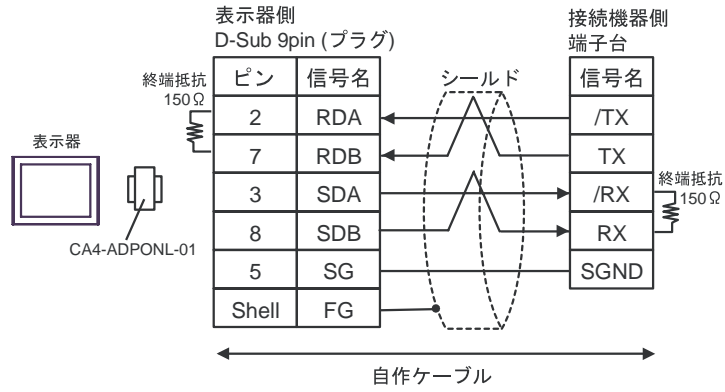 表示器側
D-Sub 9pin (プラグ)
接続機器側
端子台
終端抵抗
150Ω
ピン 信号名 シールド 信号名
2 RDA /TX
7 RDB TX
3 SDA /RX
8 SDB RX
5 SG SGND
Shell FG
表示器
CA4-ADPONL-01
終端抵抗
150Ω
自作ケーブル